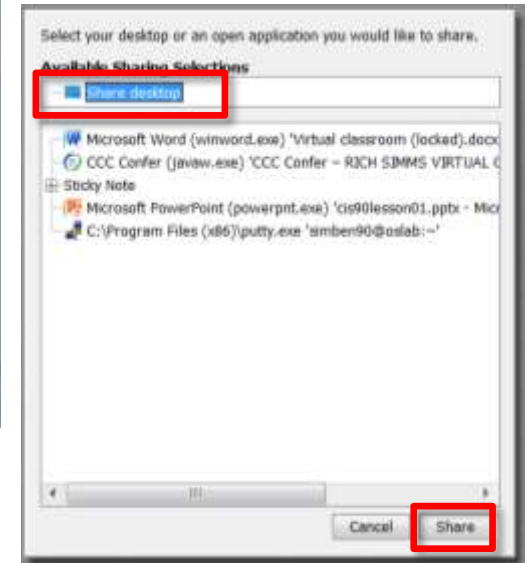 Select your desktop or an open application you would like to share.
Available Sharing Selections
Share desktop
Microsoft Word (winword.exe) 'Virtual classroom (locked).docx
CCC Confer (javaw.exe) 'CCC Confer – RICH SIMMS VIRTUAL C
Sticky Note
Microsoft PowerPoint (powerpnt.exe) 'cis90lesson01.pptx - Micr
C:\Program Files (x86)\putty.exe 'simben90@oslab:~'
Cancel Share